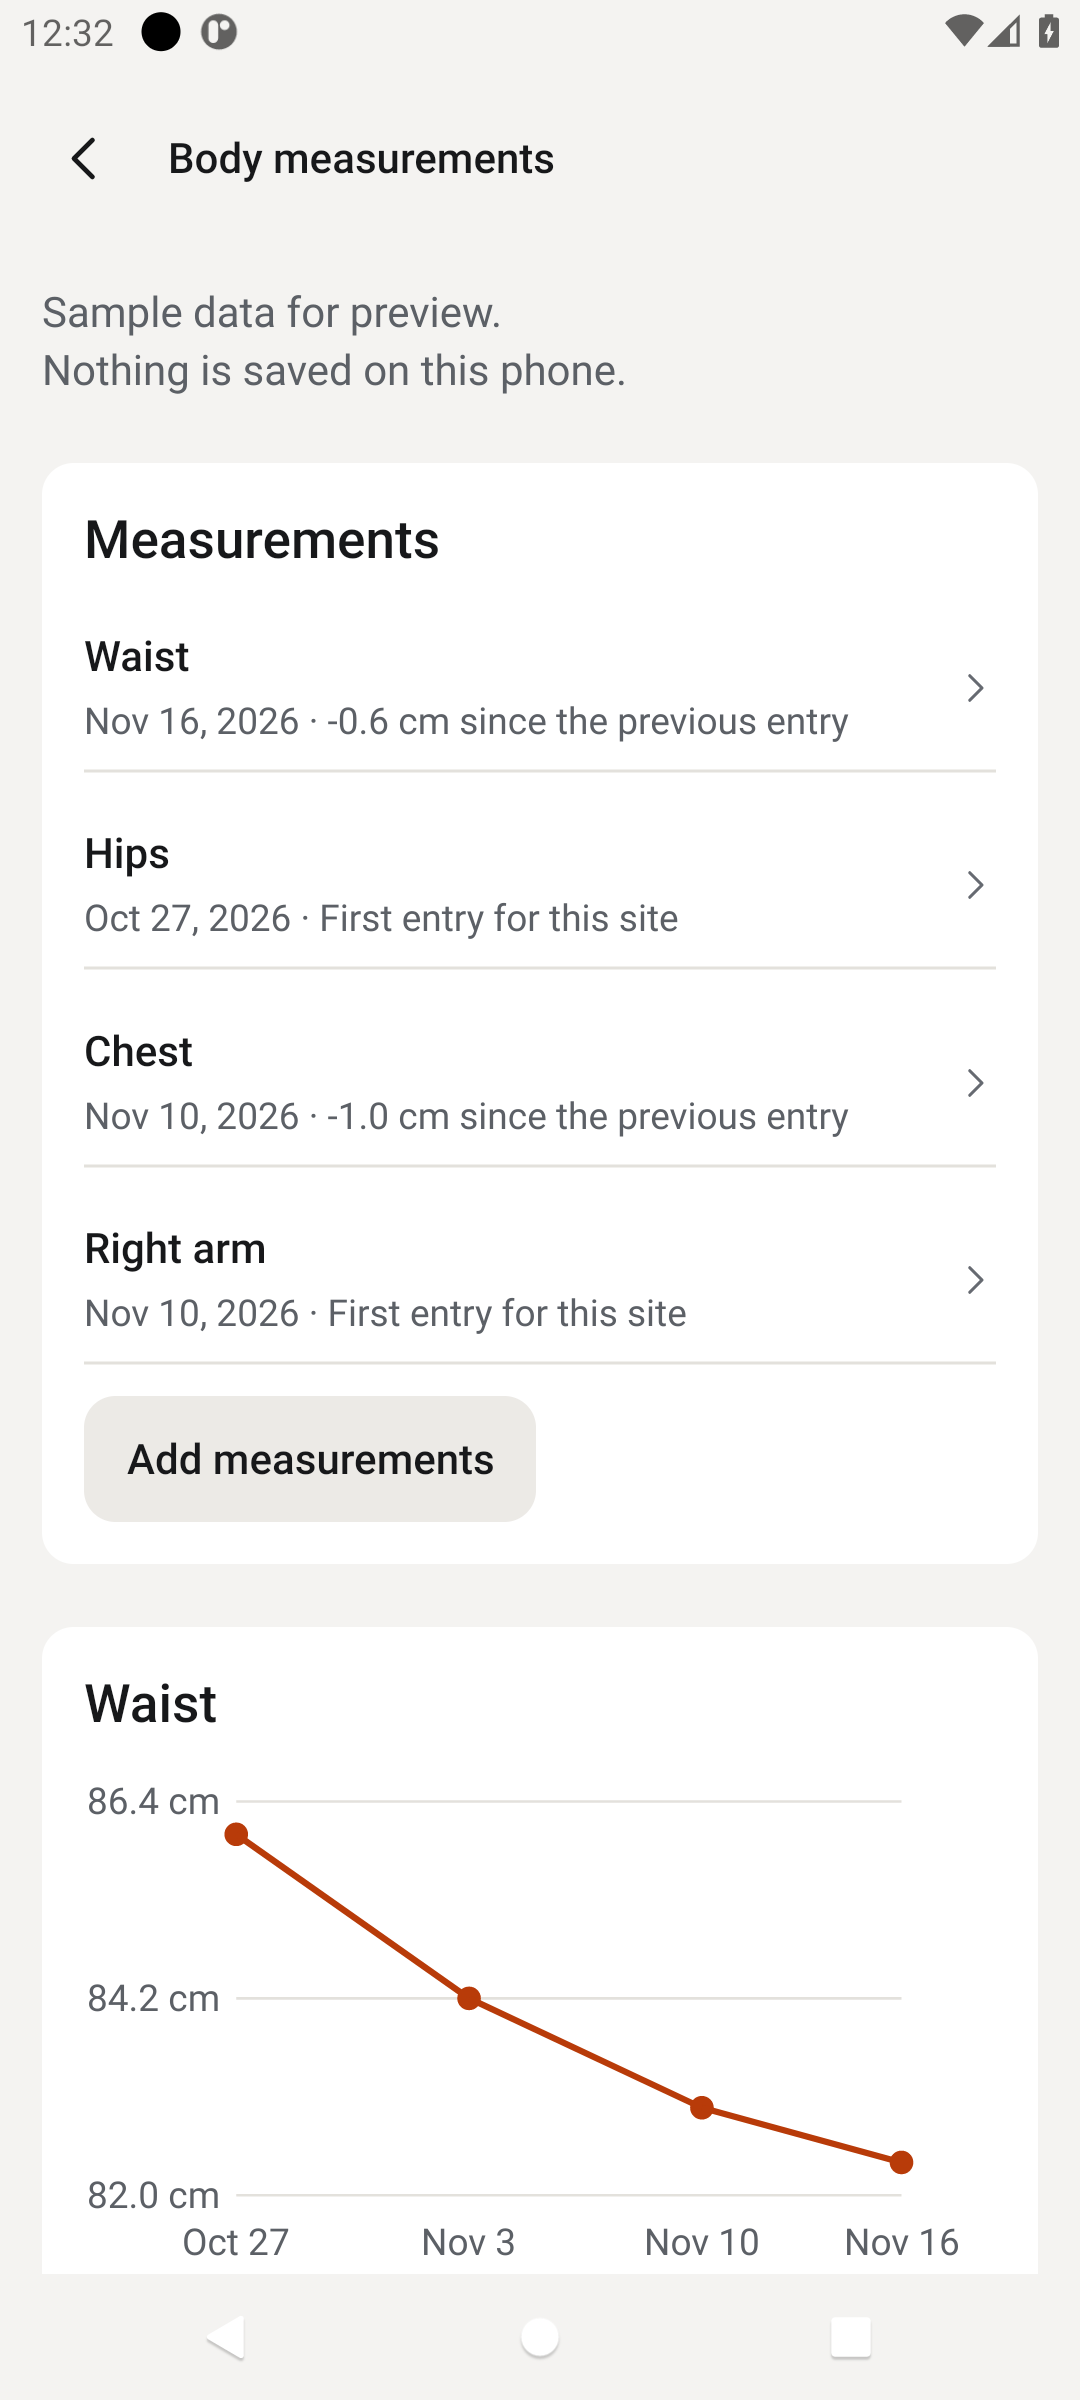 12:32
Body measurements
Sample data for preview.
Nothing is saved on this phone.
Measurements
Waist
Nov 16, 2026 · -0.6 cm since the previous entry
Hips
Oct 27, 2026 · First entry for this site
Chest
Nov 10, 2026 · -1.0 cm since the previous entry
Right arm
Nov 10, 2026 · First entry for this site
Add measurements
Waist
86.4 cm
84.2 cm
82.0 cm
Oct 27 Nov 3 Nov 10 Nov 16